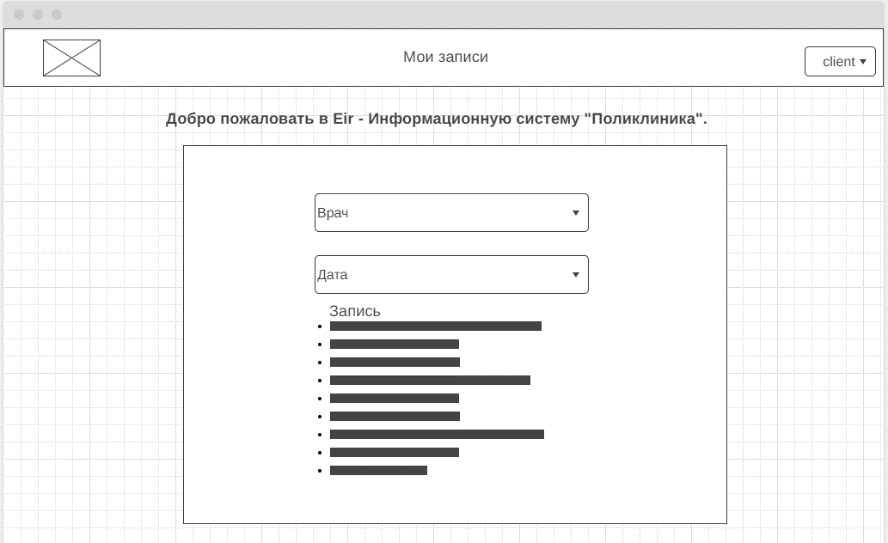 Мои записи
client
Добро пожаловать в Eir - Информационную систему "Поликлиника".
Врач
Дата
Запись